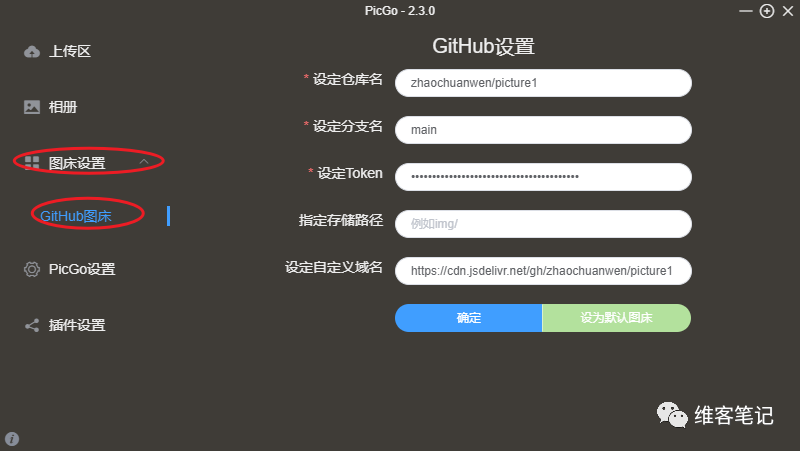 PicGo - 2.3.0
上传区
相册
图床设置
GitHub图床
PicGo设置
插件设置
GitHub设置
* 设定仓库名 zhaochuanwen/picture1
* 设定分支名 main
* 设定Token ••••••••••••••••••••••••••••••••••••••••
指定存储路径 例如img/
设定自定义域名 https://cdn.jsdelivr.net/gh/zhaochuanwen/picture1
确定 设为默认图床
维客笔记